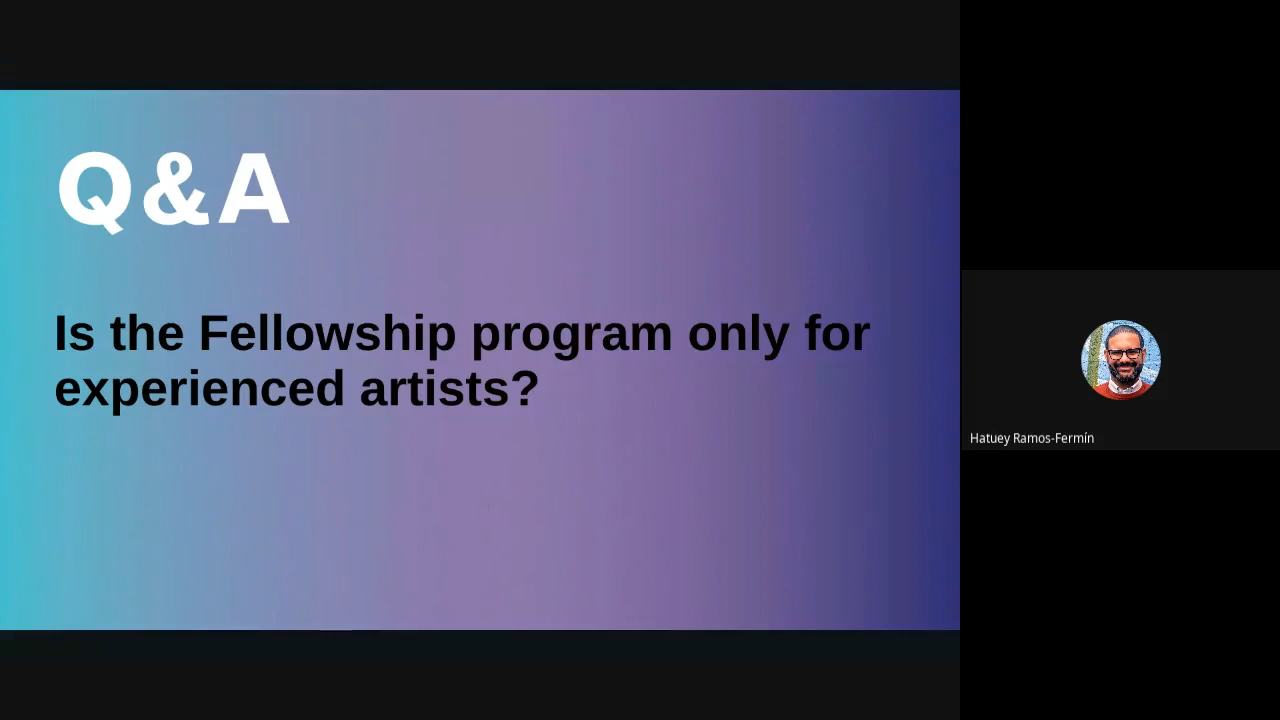 Q&A
Is the Fellowship program only for
experienced artists?
Hatuey Ramos-Fermín